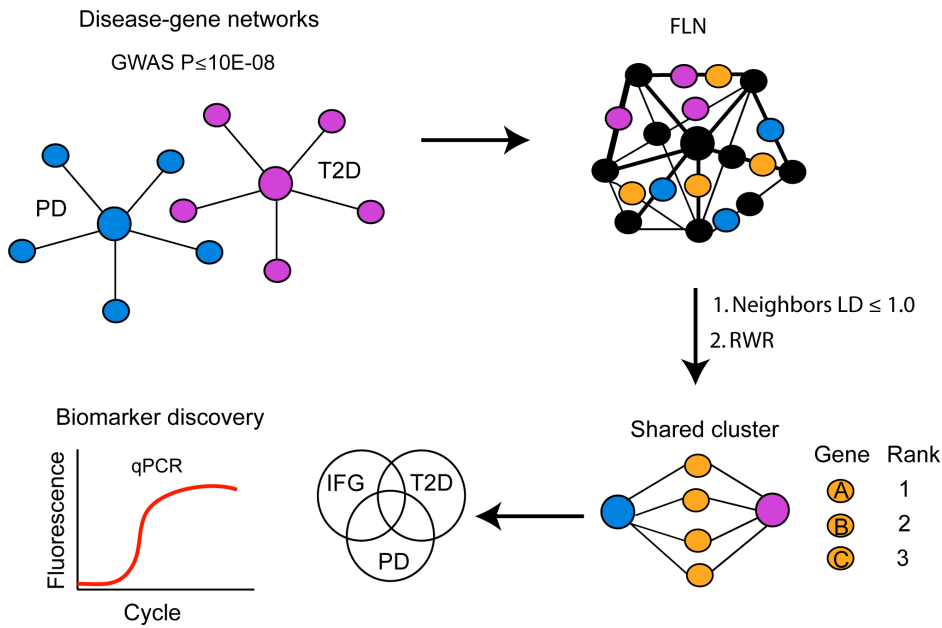 Disease-gene networks
GWAS P≤10E-08
PD
T2D
FLN
1. Neighbors LD ≤ 1.0
2. RWR
Shared cluster
Gene Rank
A 1
B 2
C 3
IFG T2D
PD
Biomarker discovery
qPCR
Fluorescence
Cycle